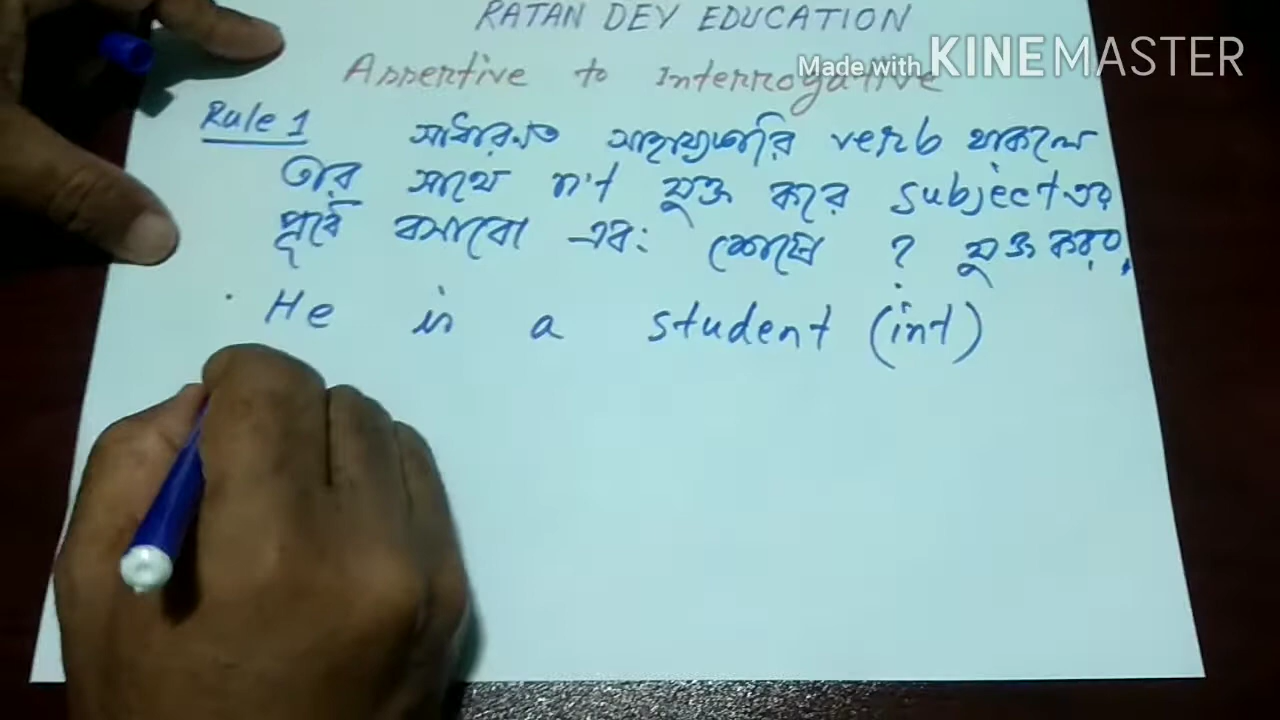 RATAN DEV EDUCATION
Made with KINEMASTER
Assertive to Interrogative
Rule 1 সাধারণত সাহায্যকারি verb থাকলে
তার সাথে n't যুক্ত করে subject এর
পূর্বে বসাবো এবং শেষে ? যুক্ত করব,
He is a student (int)